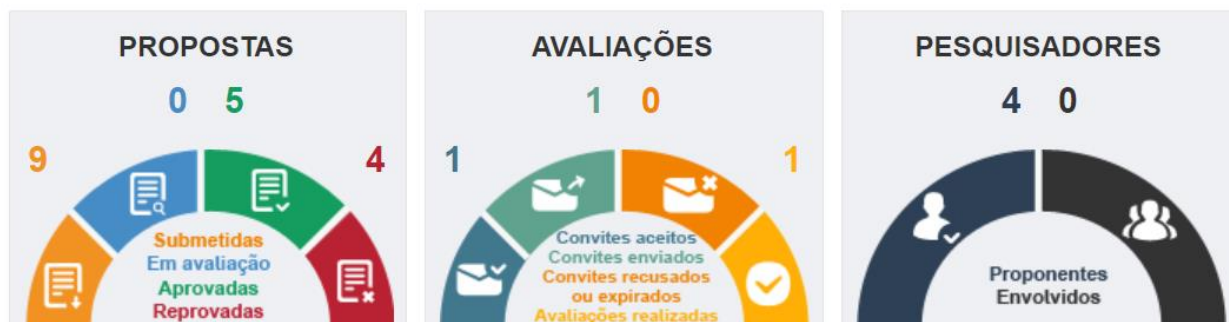 PROPOSTAS
0 5
9 4
Submetidas
Em avaliação
Aprovadas
Reprovadas
AVALIAÇÕES
1 0
1 1
Convites aceitos
Convites enviados
Convites recusados
ou expirados
Avaliações realizadas
PESQUISADORES
4 0
Proponentes
Envolvidos